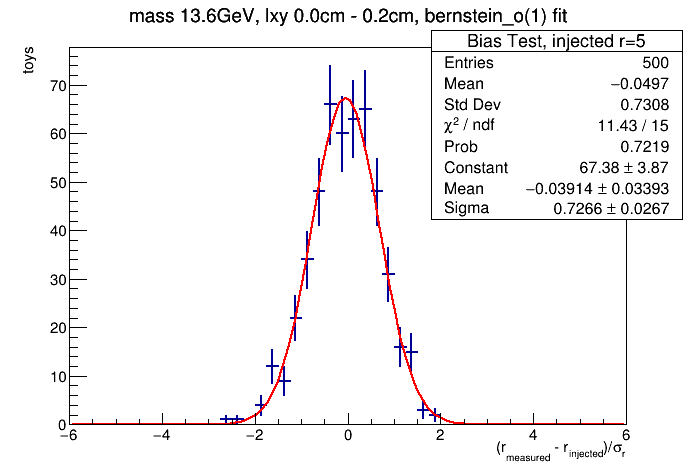 mass 13.6GeV, lxy 0.0cm - 0.2cm, bernstein_o(1) fit
toys
Bias Test, injected r=5
Entries 500
Mean −0.0497
Std Dev 0.7308
χ² / ndf 11.43 / 15
Prob 0.7219
Constant 67.38 ± 3.87
Mean −0.03914 ± 0.03393
Sigma 0.7266 ± 0.0267
70
60
50
40
30
20
10
0
−6 −4 −2 0 2 4 6
(r_measured - r_injected)/σ_r